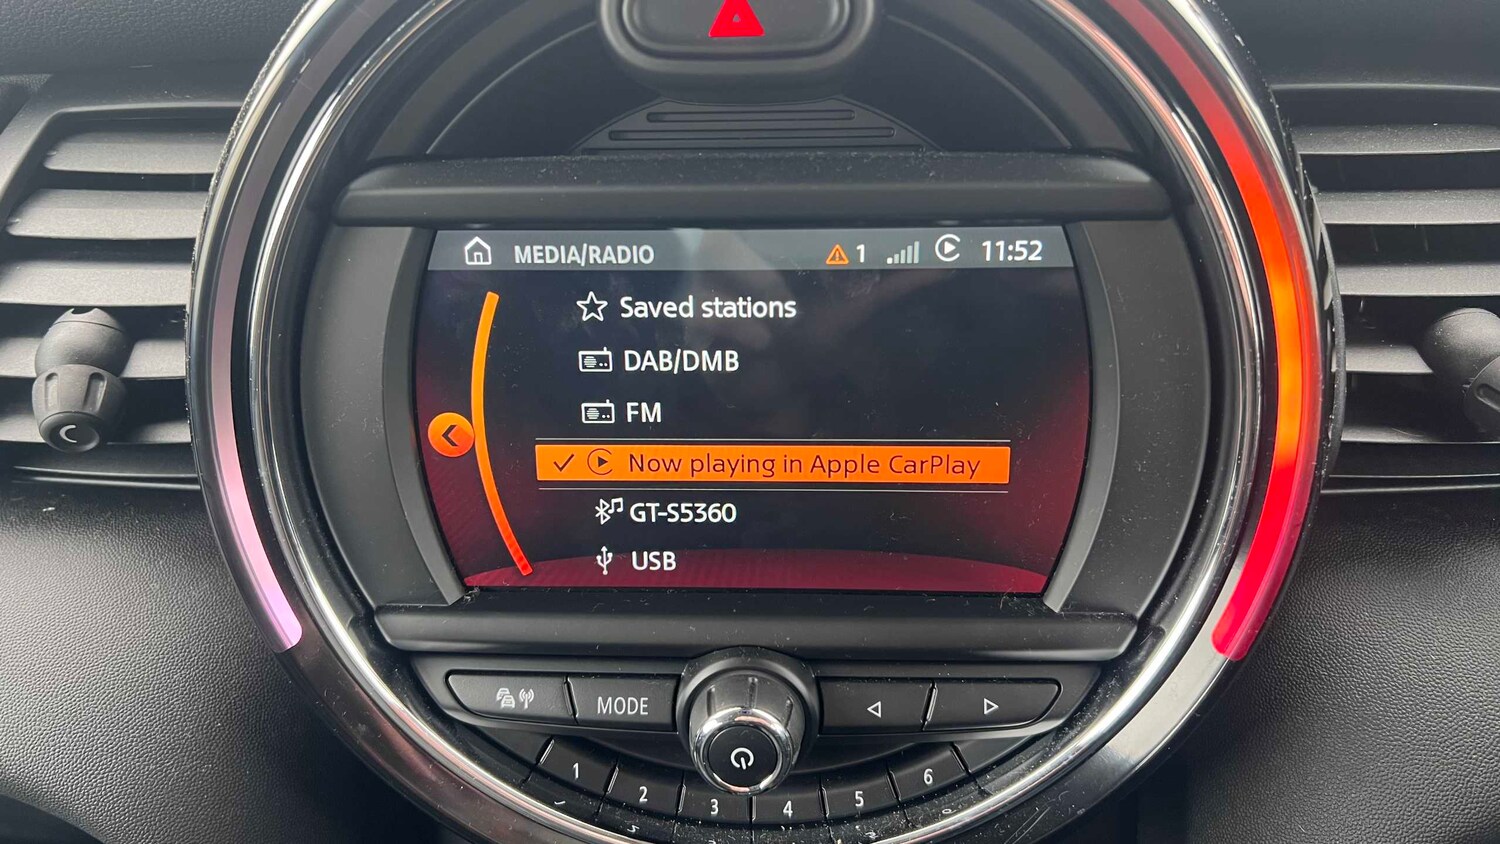 MEDIA/RADIO 1 11:52
Saved stations
DAB/DMB
FM
Now playing in Apple CarPlay
GT-S5360
USB
MODE
1 2 3 4 5 6